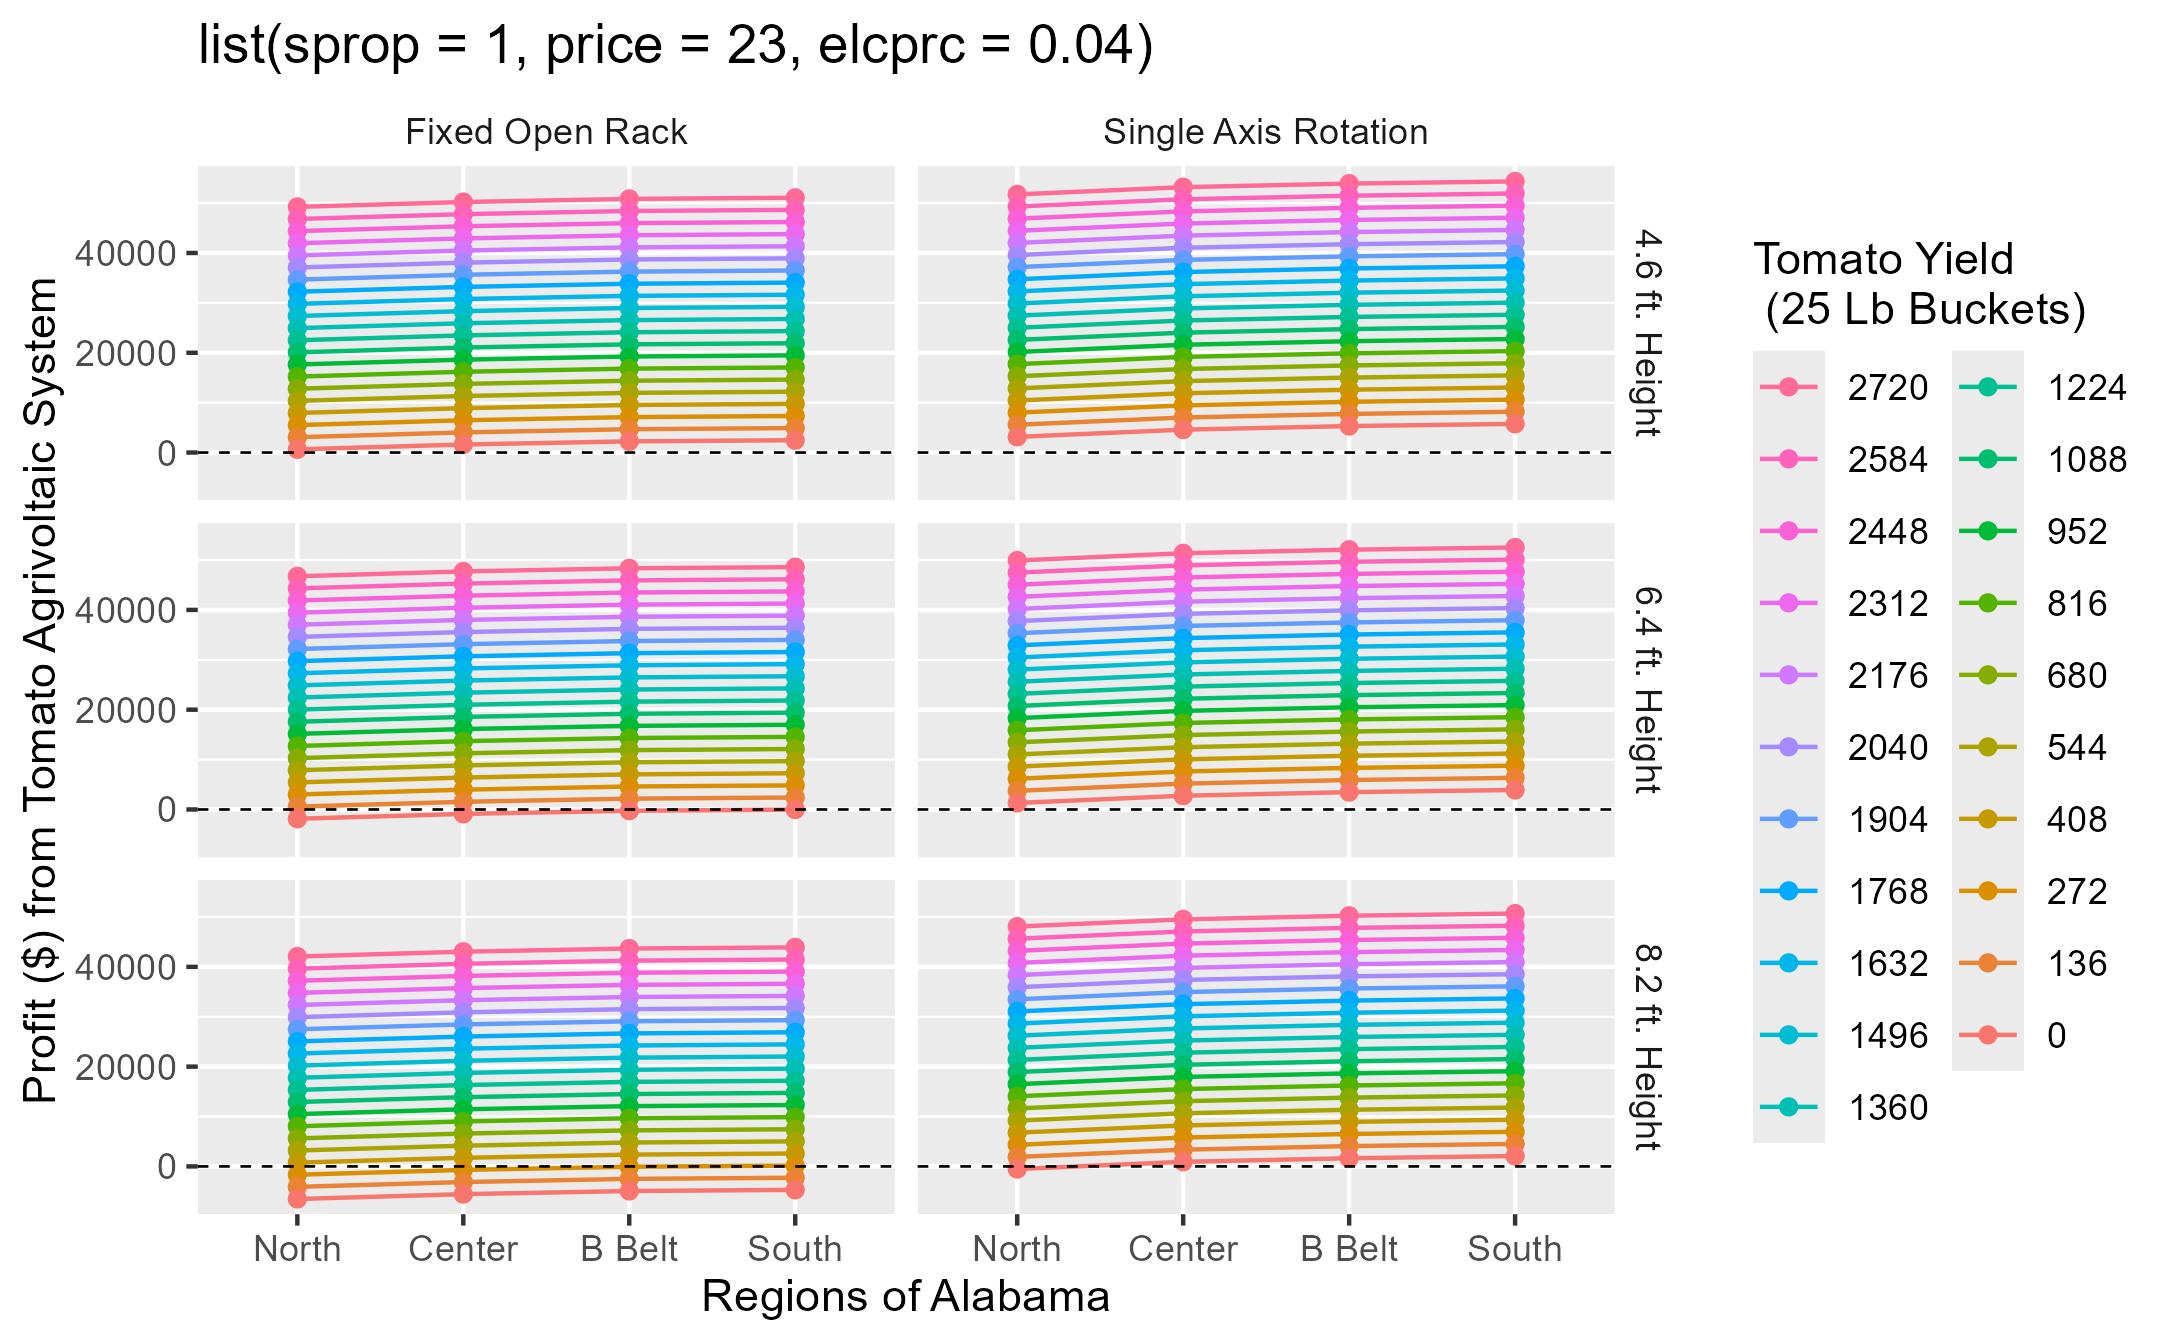 list(sprop = 1, price = 23, elcprc = 0.04)
Fixed Open Rack
Single Axis Rotation
Profit ($) from Tomato Agrivoltaic System
40000
20000
0
4.6 ft. Height
40000
20000
0
6.4 ft. Height
40000
20000
0
8.2 ft. Height
North Center B Belt South
North Center B Belt South
Regions of Alabama
Tomato Yield
(25 Lb Buckets)
2720 1224
2584 1088
2448 952
2312 816
2176 680
2040 544
1904 408
1768 272
1632 136
1496 0
1360